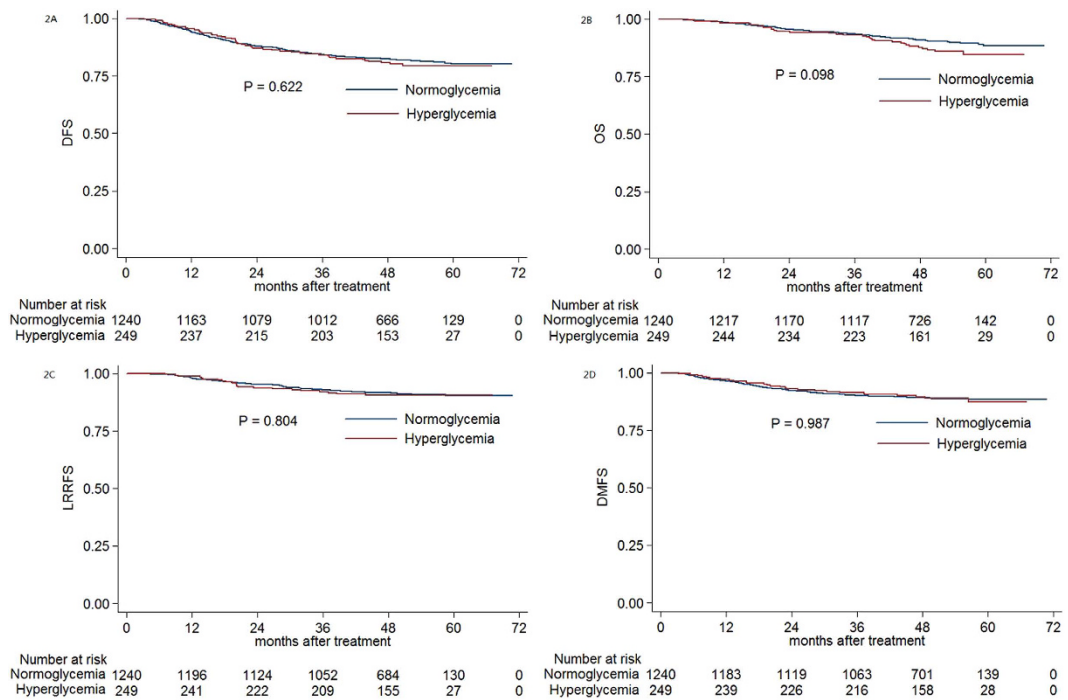 2A
1.00
0.75
0.50
0.25
0.00
DFS
P = 0.622
Normoglycemia
Hyperglycemia
0 12 24 36 48 60 72
months after treatment
Number at risk
Normoglycemia 1240 1163 1079 1012 666 129 0
Hyperglycemia 249 237 215 203 153 27 0
2B
1.00
0.75
0.50
0.25
0.00
OS
P = 0.098
Normoglycemia
Hyperglycemia
0 12 24 36 48 60 72
months after treatment
Number at risk
Normoglycemia 1240 1217 1170 1117 726 142 0
Hyperglycemia 249 244 234 223 161 29 0
2C
1.00
0.75
0.50
0.25
0.00
LRRFS
P = 0.804
Normoglycemia
Hyperglycemia
0 12 24 36 48 60 72
months after treatment
Number at risk
Normoglycemia 1240 1196 1124 1052 684 130 0
Hyperglycemia 249 241 222 209 155 27 0
2D
1.00
0.75
0.50
0.25
0.00
DMFS
P = 0.987
Normoglycemia
Hyperglycemia
0 12 24 36 48 60 72
months after treatment
Number at risk
Normoglycemia 1240 1183 1119 1063 701 139 0
Hyperglycemia 249 239 226 216 158 28 0